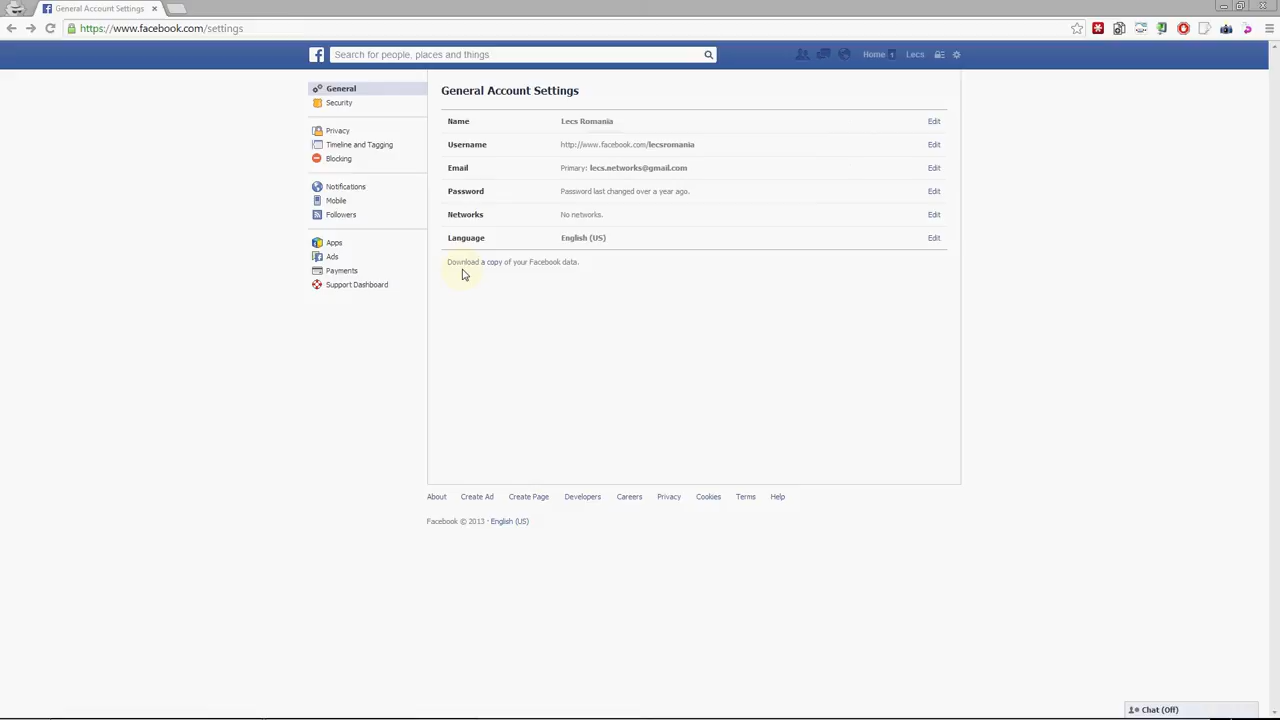 General Account Settings
https://www.facebook.com/settings
Search for people, places and things
Home 1 Lecs
General
Security
Privacy
Timeline and Tagging
Blocking
Notifications
Mobile
Followers
Apps
Ads
Payments
Support Dashboard
General Account Settings
Name Lecs Romania Edit
Username http://www.facebook.com/lecsromania Edit
Email Primary: lecs.networks@gmail.com Edit
Password Password last changed over a year ago. Edit
Networks No networks. Edit
Language English (US) Edit
Download a copy of your Facebook data.
About Create Ad Create Page Developers Careers Privacy Cookies Terms Help
Facebook © 2013 · English (US)
Chat (Off)